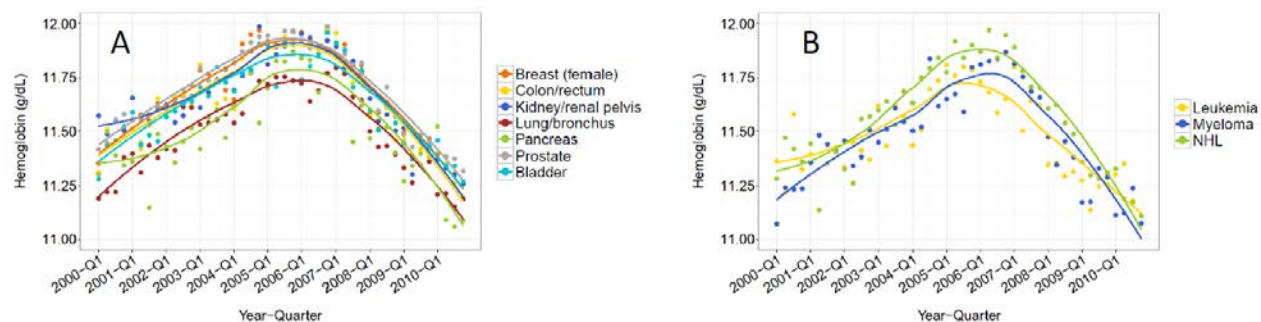 A
Hemoglobin (g/dL)
12.00
11.75
11.50
11.25
11.00
2000-Q1
2001-Q1
2002-Q1
2003-Q1
2004-Q1
2005-Q1
2006-Q1
2007-Q1
2008-Q1
2009-Q1
2010-Q1
Year-Quarter
Breast (female)
Colon/rectum
Kidney/renal pelvis
Lung/bronchus
Pancreas
Prostate
Bladder
B
Hemoglobin (g/dL)
12.00
11.75
11.50
11.25
11.00
2000-Q1
2001-Q1
2002-Q1
2003-Q1
2004-Q1
2005-Q1
2006-Q1
2007-Q1
2008-Q1
2009-Q1
2010-Q1
Year-Quarter
Leukemia
Myeloma
NHL